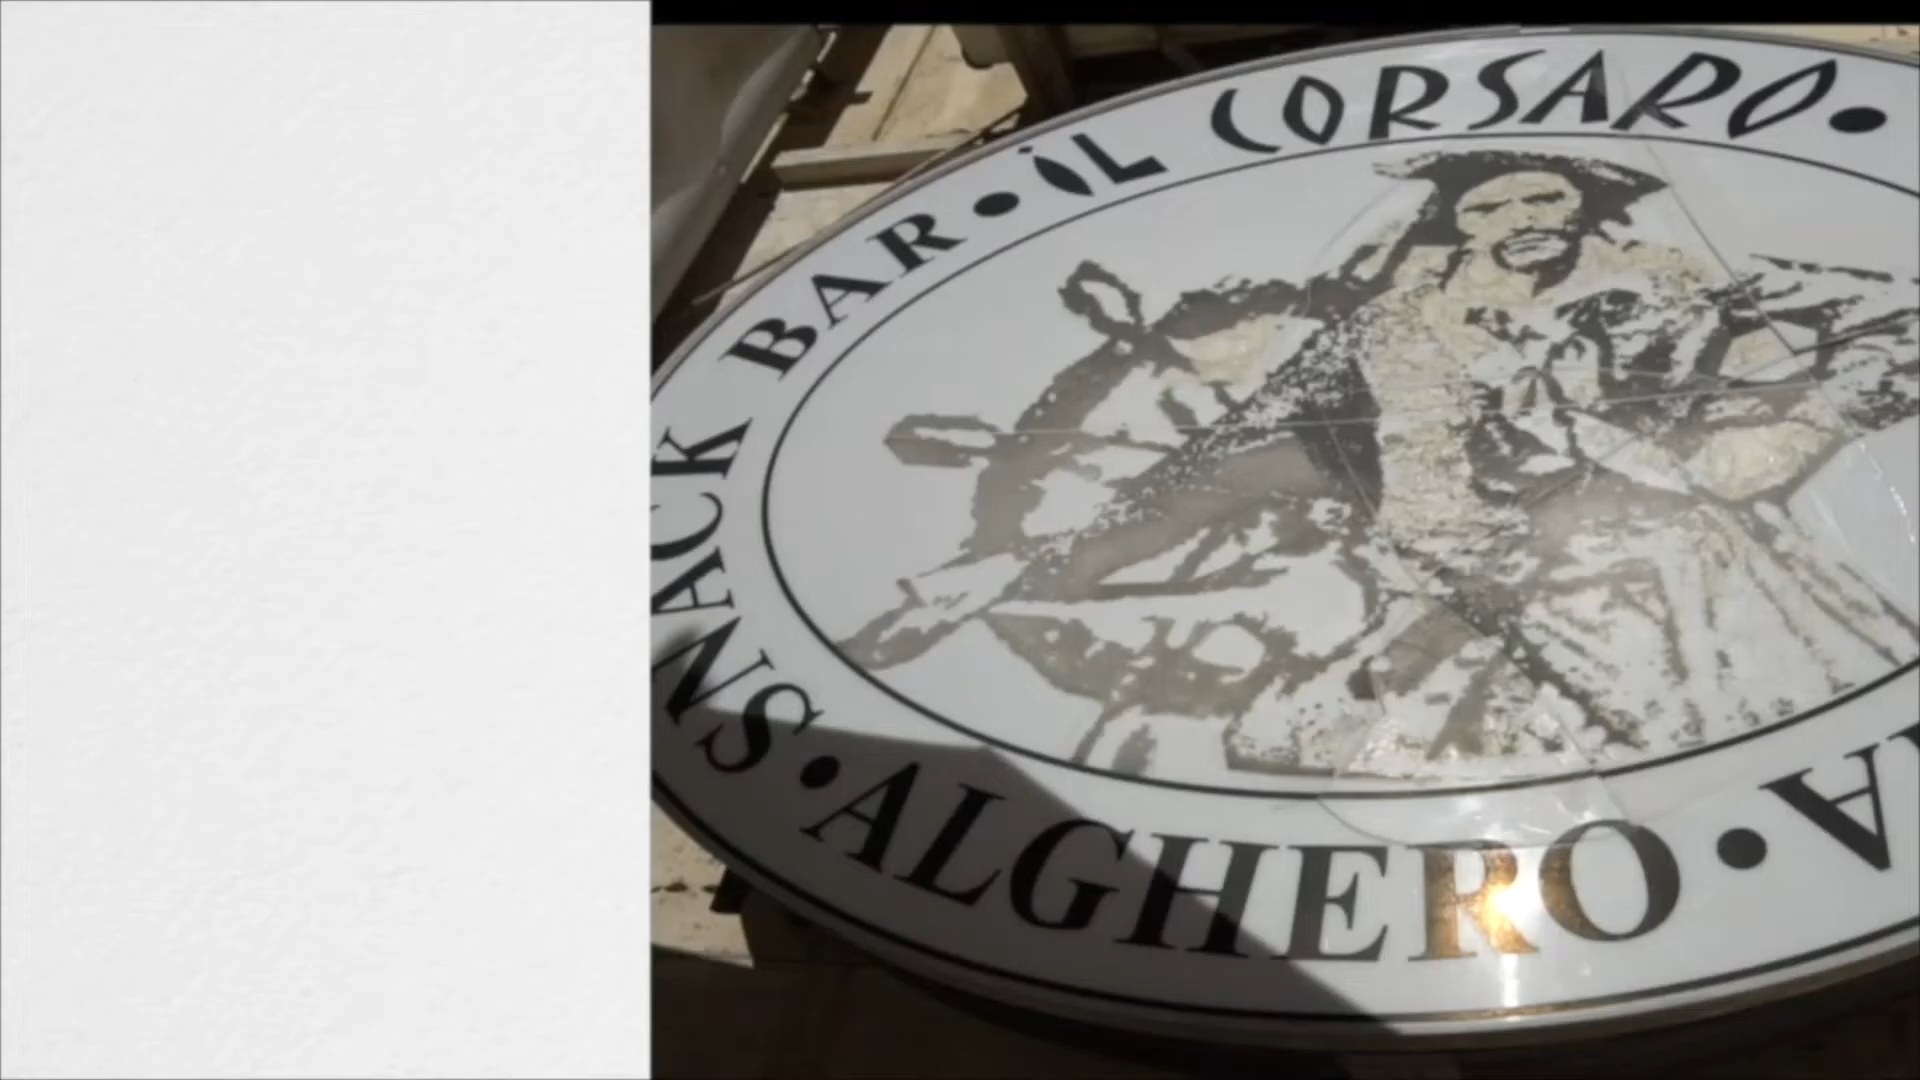 SNACK BAR • IL CORSARO •
ALGHERO •